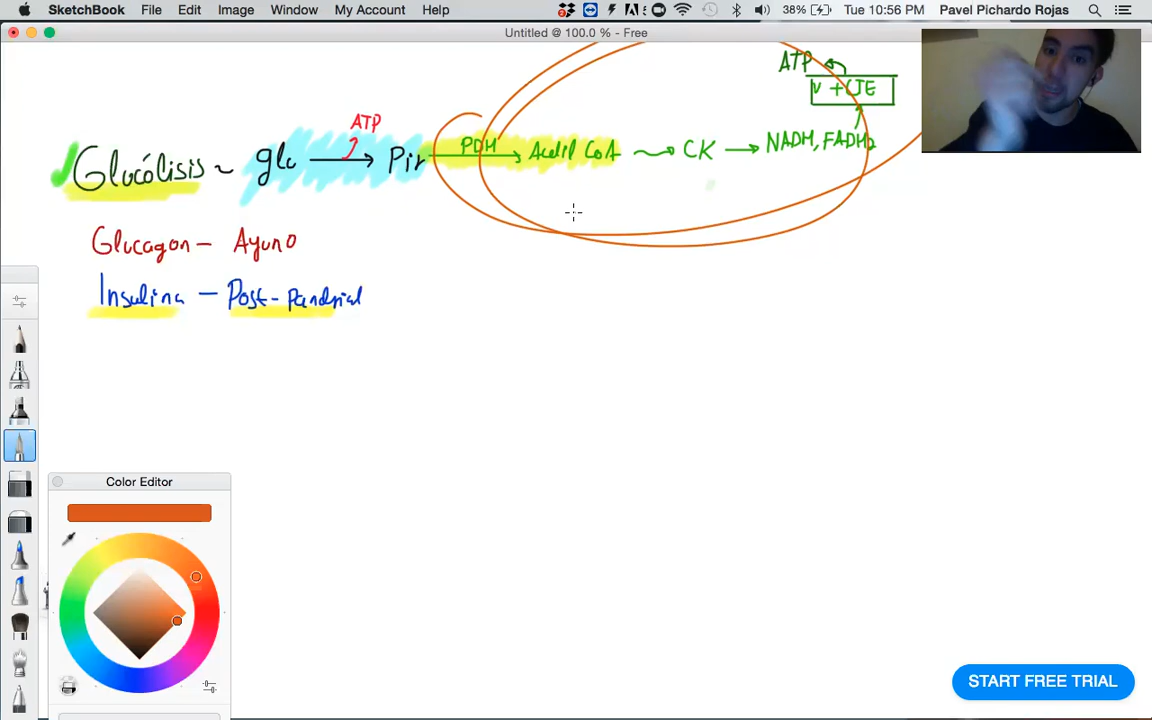 SketchBook File Edit Image Window My Account Help 38% Tue 10:56 PM Pavel Pichardo Rojas
Untitled @ 100.0 % - Free
ATP
+ CTE
ATP
Glucólisis ~ glc → Pir PDH → Acetil CoA ~> CK → NADH, FADH2
Glucagon - Ayuno
Insulina - Post-pandrial
Color Editor
START FREE TRIAL